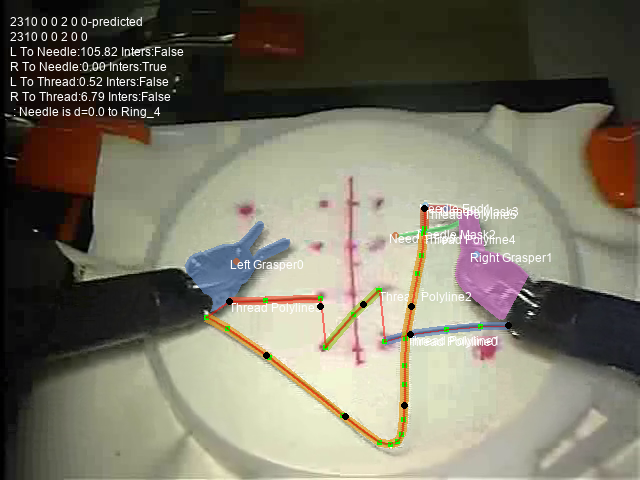 2310 0 0 2 0 0-predicted
2310 0 0 2 0 0
L To Needle:105.82 Inters:False
R To Needle:0.00 Inters:True
L To Thread:0.52 Inters:False
R To Thread:6.79 Inters:False
: Needle is d=0.0 to Ring_4
Thread Polyline4
Right Grasper1
Left Grasper0
Thread Polyline2
Thread Polyline